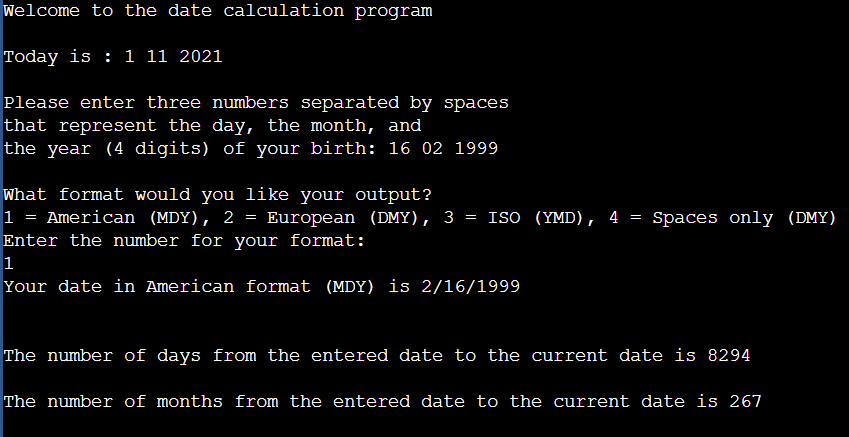 Welcome to the date calculation program
Today is : 1 11 2021
Please enter three numbers separated by spaces
that represent the day, the month, and
the year (4 digits) of your birth: 16 02 1999
What format would you like your output?
1 = American (MDY), 2 = European (DMY), 3 = ISO (YMD), 4 = Spaces only (DMY)
Enter the number for your format:
1
Your date in American format (MDY) is 2/16/1999
The number of days from the entered date to the current date is 8294
The number of months from the entered date to the current date is 267